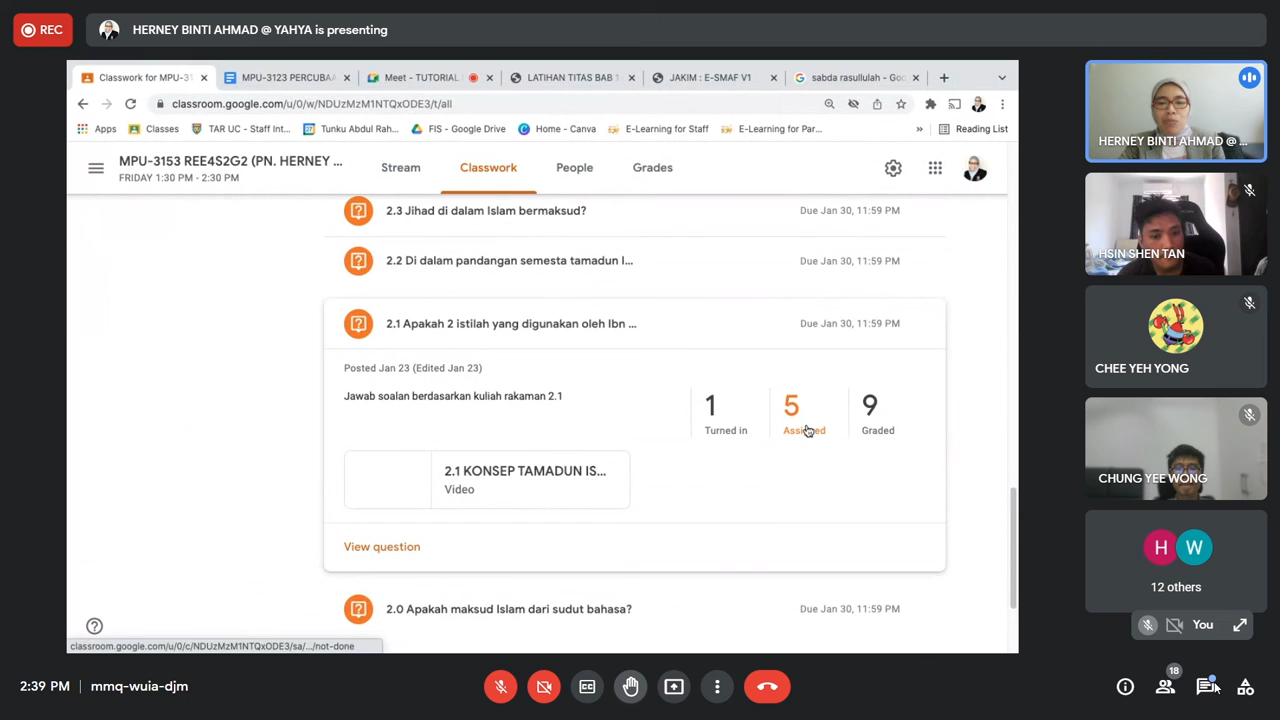 REC
HERNEY BINTI AHMAD @ YAHYA is presenting
Classwork for MPU-31
MPU-3123 PERCUBAA
Meet - TUTORIAL
LATIHAN TITAS BAB 1
JAKIM : E-SMAF V1
sabda rasullulah - Goo
classroom.google.com/u/0/w/NDUzMzM1NTQxODE3/t/all
Apps
Classes
TAR UC - Staff Int...
Tunku Abdul Rah...
FIS - Google Drive
Home - Canva
E-Learning for Staff
E-Learning for Par...
»
Reading List
MPU-3153 REE4S2G2 (PN. HERNEY ...
FRIDAY 1:30 PM - 2:30 PM
Stream
Classwork
People
Grades
2.3 Jihad di dalam Islam bermaksud?
Due Jan 30, 11:59 PM
2.2 Di dalam pandangan semesta tamadun I...
Due Jan 30, 11:59 PM
2.1 Apakah 2 istilah yang digunakan oleh Ibn ...
Due Jan 30, 11:59 PM
Posted Jan 23 (Edited Jan 23)
Jawab soalan berdasarkan kuliah rakaman 2.1
1
Turned in
5
Assigned
9
Graded
2.1 KONSEP TAMADUN IS...
Video
View question
2.0 Apakah maksud Islam dari sudut bahasa?
Due Jan 30, 11:59 PM
classroom.google.com/u/0/c/NDUzMzM1NTQxODE3/sa/.../not-done
HERNEY BINTI AHMAD @ ...
HSIN SHEN TAN
CHEE YEH YONG
CHUNG YEE WONG
H
W
12 others
You
2:39 PM
mmq-wuia-djm
18